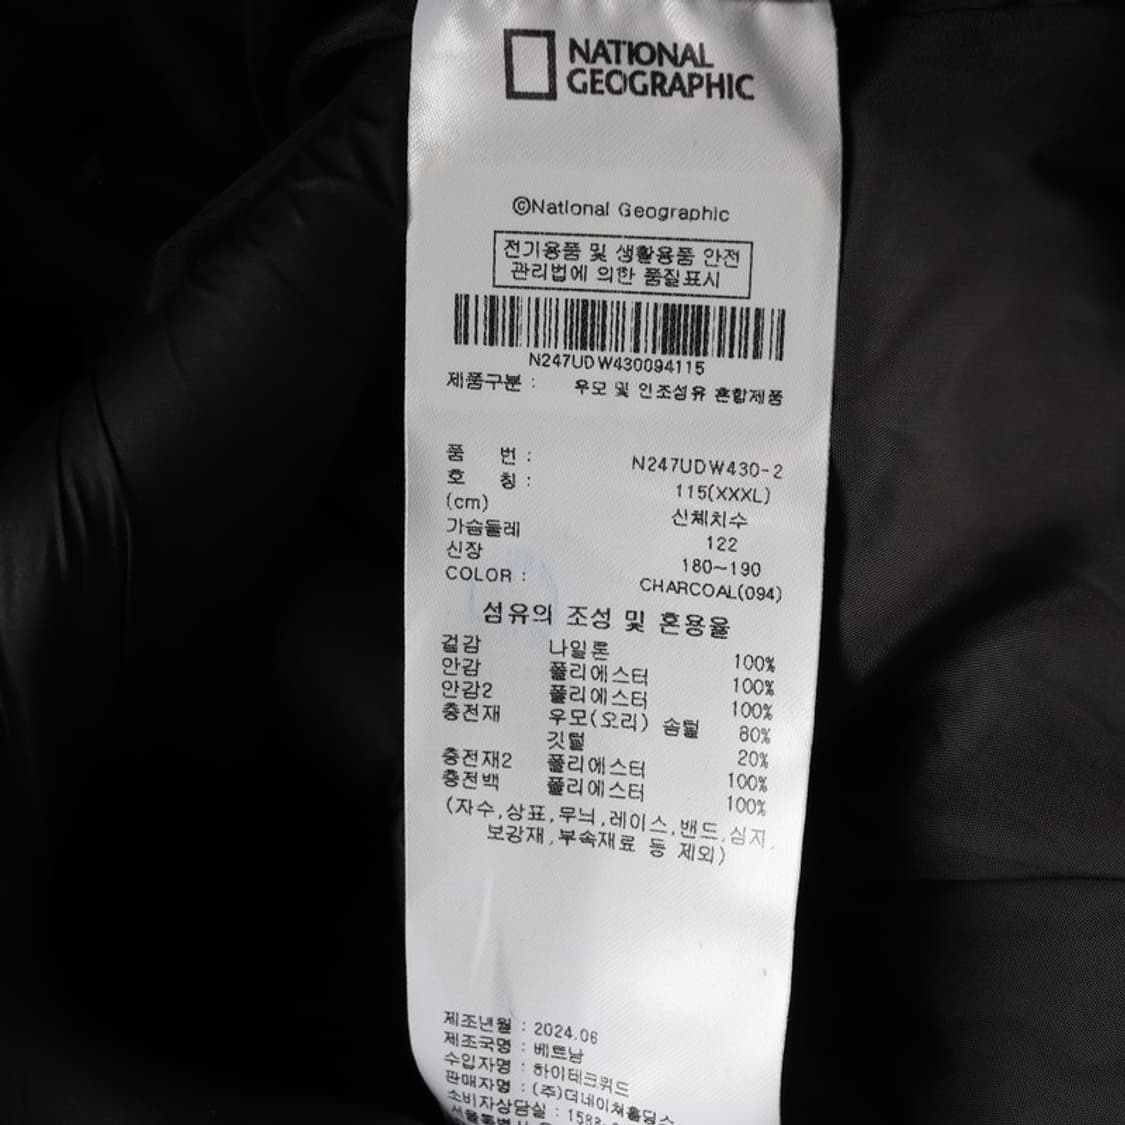 NATIONAL
GEOGRAPHIC
©National Geographic
전기용품 및 생활용품 안전
관리법에 의한 품질표시
N247UDW430094115
제품구분 : 우모 및 인조섬유 혼합제품
품 번 : N247UDW430-2
호 칭 : 115(XXXL)
(cm) 신체치수
가슴둘레 122
신장 180~190
COLOR : CHARCOAL(094)
섬유의 조성 및 혼용율
겉감 나일론 100%
안감 폴리에스터 100%
안감2 폴리에스터 100%
충전재 우모(오리) 솜털 80%
깃털 20%
충전재2 폴리에스터 100%
충전백 폴리에스터 100%
(자수,상표,무늬,레이스,밴드,심지,
보강재,부속재료 등 제외)
제조년월 : 2024.06
제조국명 : 베트남
수입자명 : 하이테크월드
판매자명 : (주)더네이쳐홀딩스
소비자상담실 : 1588-